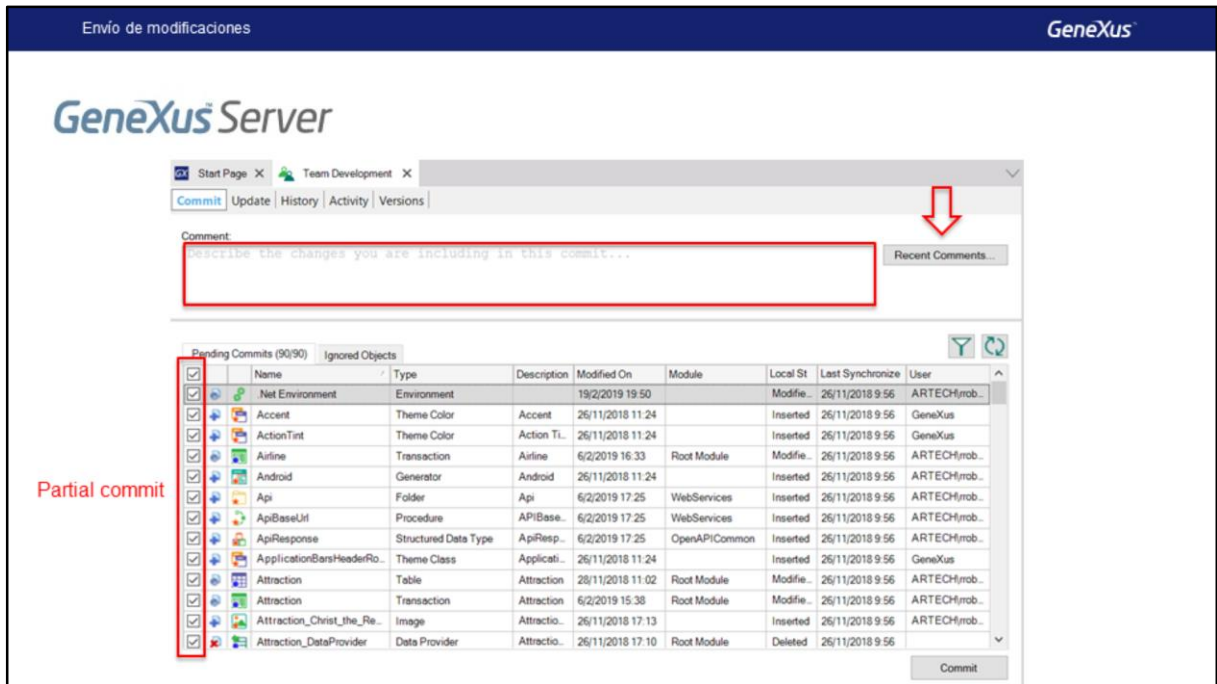 Envío de modificaciones
GeneXus
GeneXus Server
GX Start Page X Team Development X
Commit Update History Activity Versions
Comment:
Describe the changes you are including in this commit...
Recent Comments...
Pending Commits (90/90) Ignored Objects
Name Type Description Modified On Module Local St Last Synchronize User
.Net Environment Environment 19/2/2019 19:50 Modifie... 26/11/2018 9:56 ARTECH\rrob...
Accent Theme Color Accent 26/11/2018 11:24 Inserted 26/11/2018 9:56 GeneXus
ActionTint Theme Color Action Ti... 26/11/2018 11:24 Inserted 26/11/2018 9:56 GeneXus
Airline Transaction Airline 6/2/2019 16:33 Root Module Modifie... 26/11/2018 9:56 ARTECH\rrob...
Android Generator Android 26/11/2018 11:24 Inserted 26/11/2018 9:56 ARTECH\rrob...
Partial commit
Api Folder Api 6/2/2019 17:25 WebServices Inserted 26/11/2018 9:56 ARTECH\rrob...
ApiBaseUrl Procedure APIBase... 6/2/2019 17:25 WebServices Inserted 26/11/2018 9:56 ARTECH\rrob...
ApiResponse Structured Data Type ApiResp... 6/2/2019 17:25 OpenAPICommon Inserted 26/11/2018 9:56 ARTECH\rrob...
ApplicationBarsHeaderRo... Theme Class Applicati... 26/11/2018 11:24 Inserted 26/11/2018 9:56 GeneXus
Attraction Table Attraction 28/11/2018 11:02 Root Module Modifie... 26/11/2018 9:56 ARTECH\rrob...
Attraction Transaction Attraction 6/2/2019 15:38 Root Module Modifie... 26/11/2018 9:56 ARTECH\rrob...
Attraction_Christ_the_Re... Image Attractio... 26/11/2018 17:13 Inserted 26/11/2018 9:56 ARTECH\rrob...
Attraction_DataProvider Data Provider Attractio... 26/11/2018 17:10 Root Module Deleted 26/11/2018 9:56
Commit